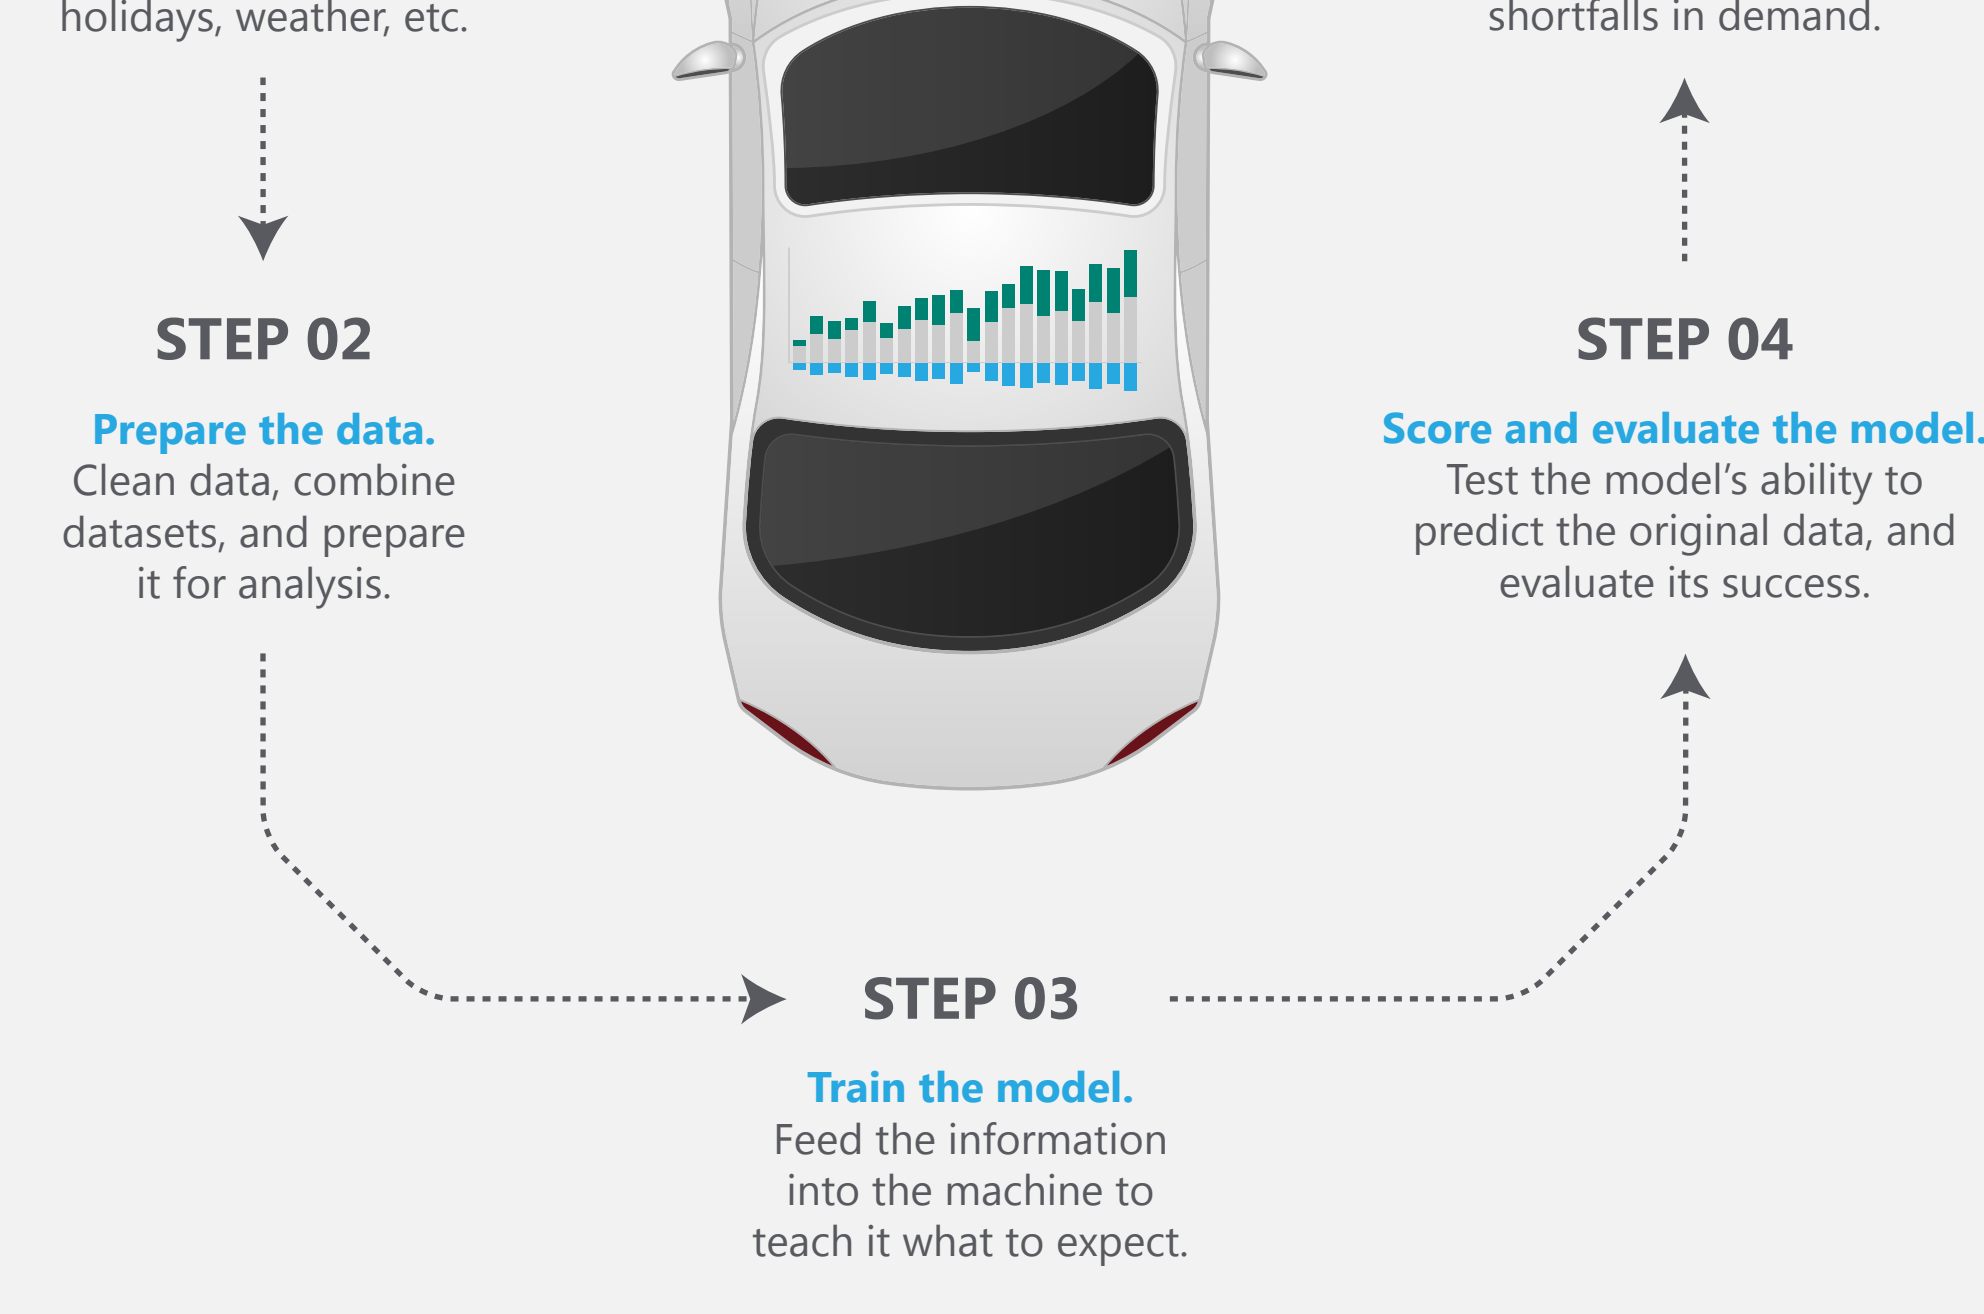 holidays, weather, etc.
STEP 02
Prepare the data.
Clean data, combine
datasets, and prepare
it for analysis.
STEP 03
Train the model.
Feed the information
into the machine to
teach it what to expect.
shortfalls in demand.
STEP 04
Score and evaluate the model.
Test the model’s ability to
predict the original data, and
evaluate its success.